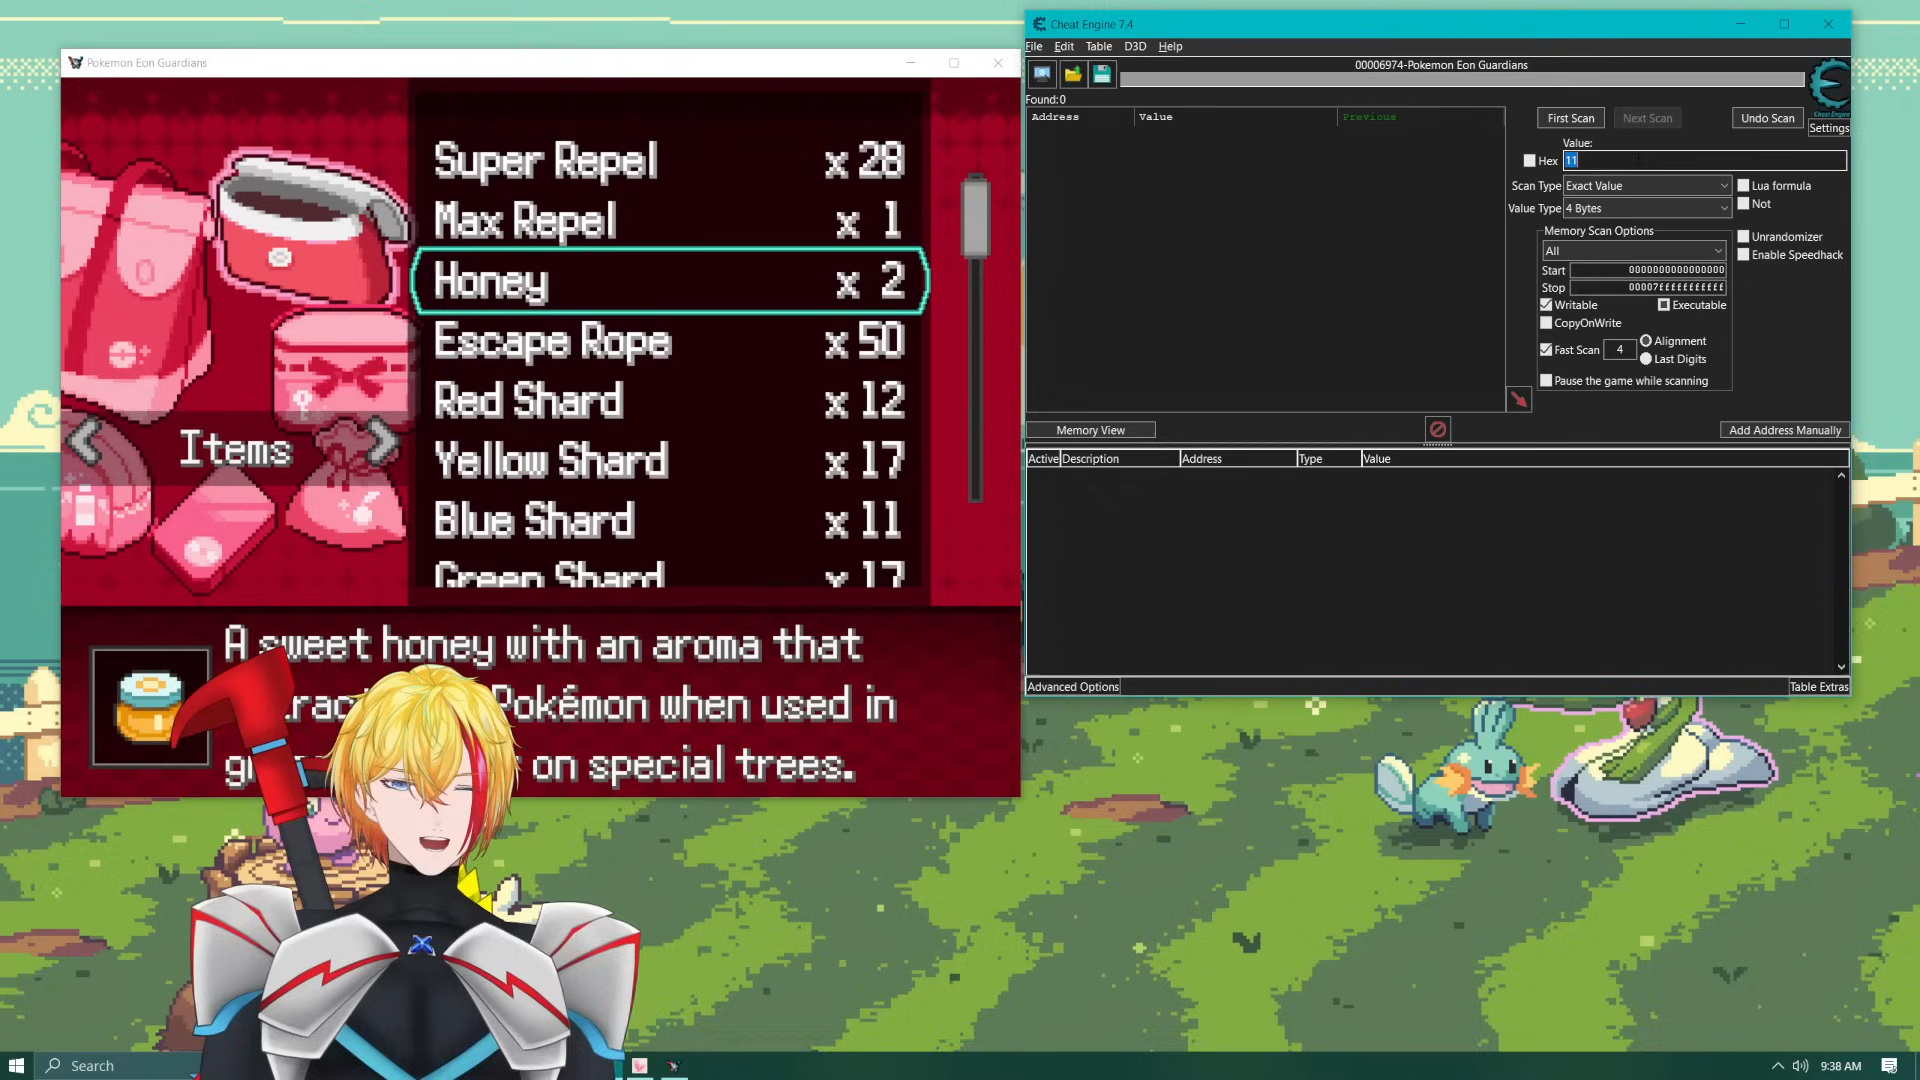 Pokemon Eon Guardians
Super Repel x 28
Max Repel x 1
Honey x 2
Escape Rope x 50
Red Shard x 12
Yellow Shard x 17
Blue Shard x 11
Green Shard x 17
Items
A sweet honey with an aroma that
Pokémon when used in
on special trees.
Cheat Engine 7.4
File Edit Table D3D Help
00006974-Pokemon Eon Guardians
Found:0
Address Value Previous
First Scan Next Scan Undo Scan
Cheat Engine
Settings
Value:
Hex 11
Scan Type Exact Value Lua formula
Value Type 4 Bytes Not
Memory Scan Options
All
Unrandomizer
Enable Speedhack
Start 0000000000000000
Stop 00007fffffffffff
Writable Executable
CopyOnWrite
Fast Scan 4 Alignment
Last Digits
Pause the game while scanning
Memory View Add Address Manually
Active Description Address Type Value
Advanced Options Table Extras
Search 9:38 AM